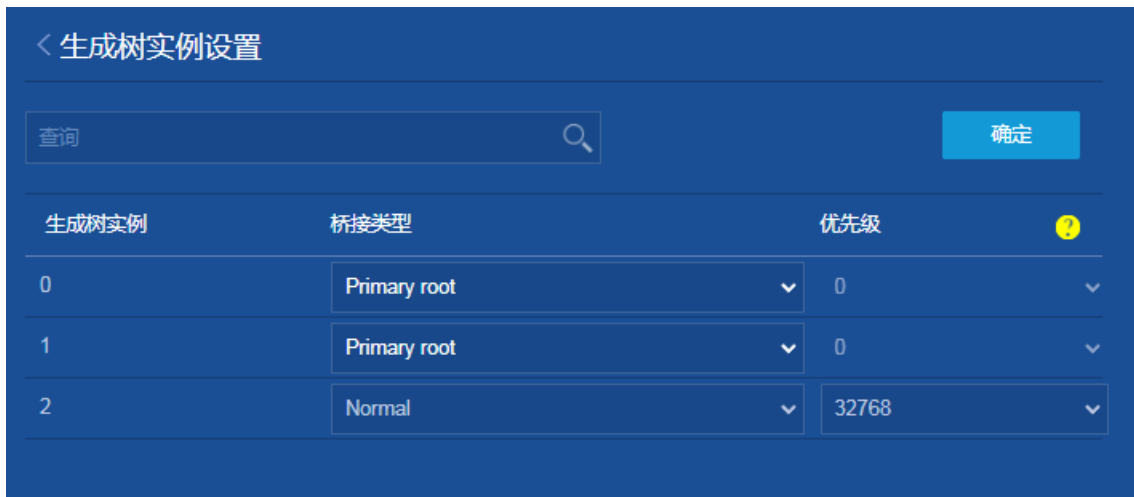 生成树实例设置
查询
确定
生成树实例 桥接类型 优先级 ?
0 Primary root 0
1 Primary root 0
2 Normal 32768